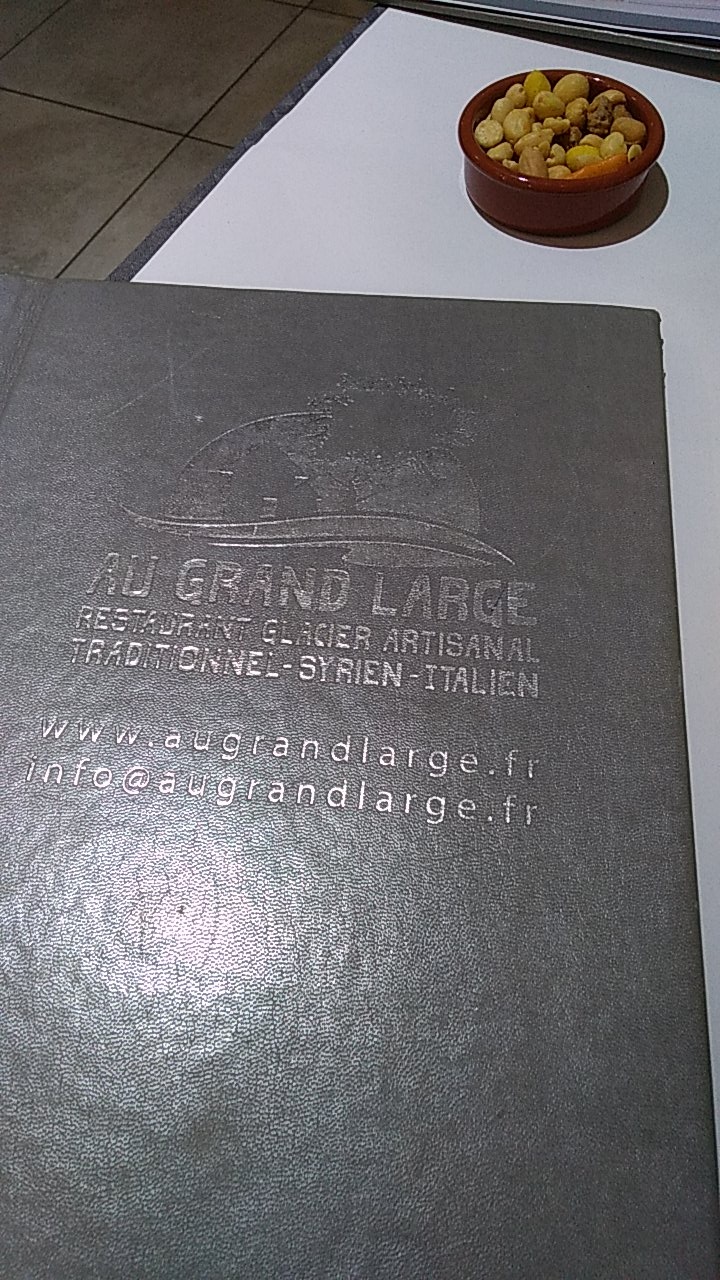 AU GRAND LARGE
RESTAURANT GLACIER ARTISANAL
TRADITIONNEL-SYRIEN-ITALIEN
www.augrandlarge.fr
info@augrandlarge.fr